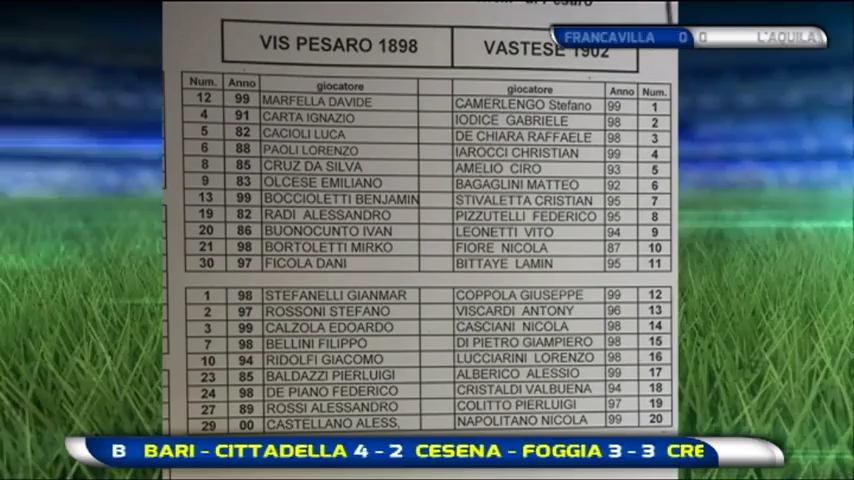 di Pesaro
FRANCAVILLA 0 0 L'AQUILA
VIS PESARO 1898 VASTESE 1902
Num. Anno giocatore giocatore Anno Num.
12 99 MARFELLA DAVIDE CAMERLENGO Stefano 99 1
4 91 CARTA IGNAZIO IODICE GABRIELE 98 2
5 82 CACIOLI LUCA DE CHIARA RAFFAELE 98 3
6 88 PAOLI LORENZO IAROCCI CHRISTIAN 99 4
8 85 CRUZ DA SILVA AMELIO CIRO 93 5
9 83 OLCESE EMILIANO BAGAGLINI MATTEO 92 6
13 99 BOCCIOLETTI BENJAMIN STIVALETTA CRISTIAN 95 7
19 82 RADI ALESSANDRO PIZZUTELLI FEDERICO 95 8
20 86 BUONOCUNTO IVAN LEONETTI VITO 94 9
21 98 BORTOLETTI MIRKO FIORE NICOLA 87 10
30 97 FICOLA DANI BITTAYE LAMIN 95 11
1 98 STEFANELLI GIANMAR COPPOLA GIUSEPPE 99 12
2 97 ROSSONI STEFANO VISCARDI ANTONY 96 13
3 99 CALZOLA EDOARDO CASCIANI NICOLA 98 14
7 98 BELLINI FILIPPO DI PIETRO GIAMPIERO 98 15
10 94 RIDOLFI GIACOMO LUCCIARINI LORENZO 98 16
23 85 BALDAZZI PIERLUIGI ALBERICO ALESSIO 99 17
24 98 DE PIANO FEDERICO CRISTALDI VALBUENA 94 18
27 89 ROSSI ALESSANDRO COLITTO PIERLUIGI 97 19
29 00 CASTELLANO ALESS. NAPOLITANO NICOLA 99 20
B BARI - CITTADELLA 4 - 2 CESENA - FOGGIA 3 - 3 CRE